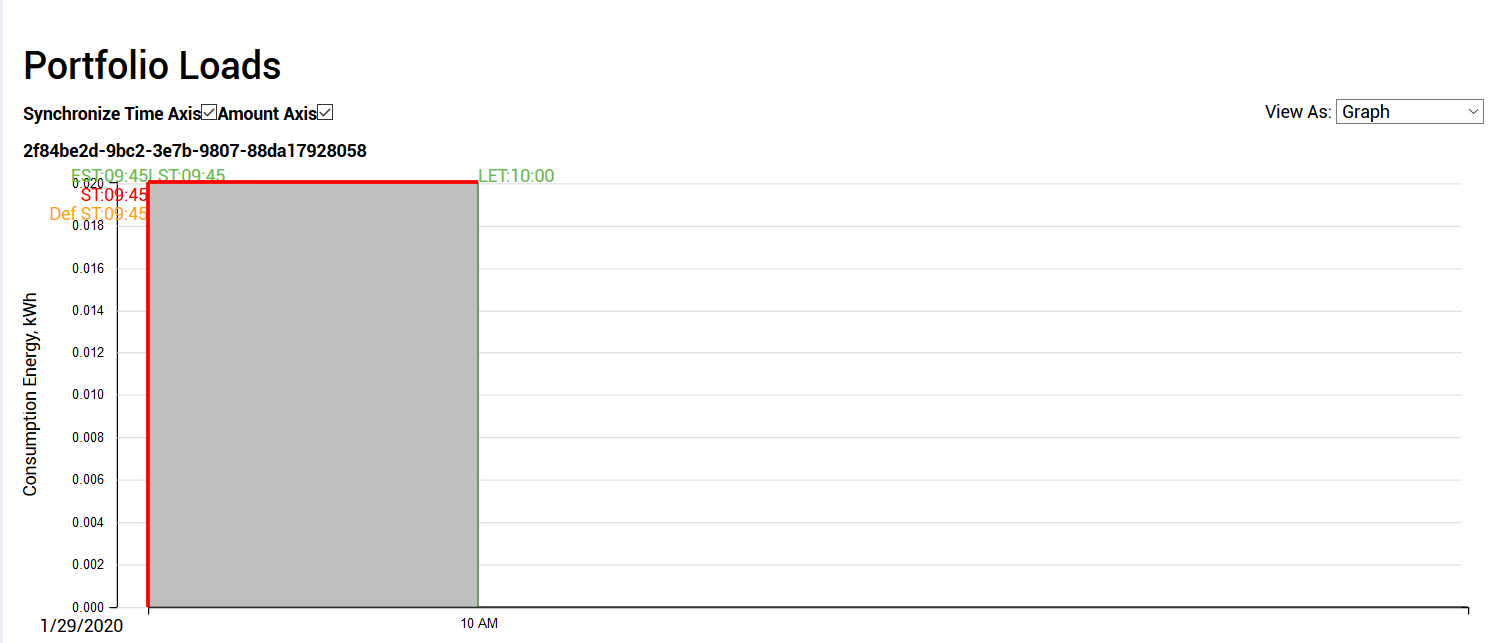 Portfolio Loads
Synchronize Time Axis Amount Axis
View As: Graph
2f84be2d-9bc2-3e7b-9807-88da17928058
EST:09:45 LST:09:45 LET:10:00
0.020
ST:09:45
Def ST:09:45
0.018
0.016
0.014
0.012
0.010
0.008
0.006
0.004
0.002
0.000
Consumption Energy, kWh
1/29/2020
10 AM